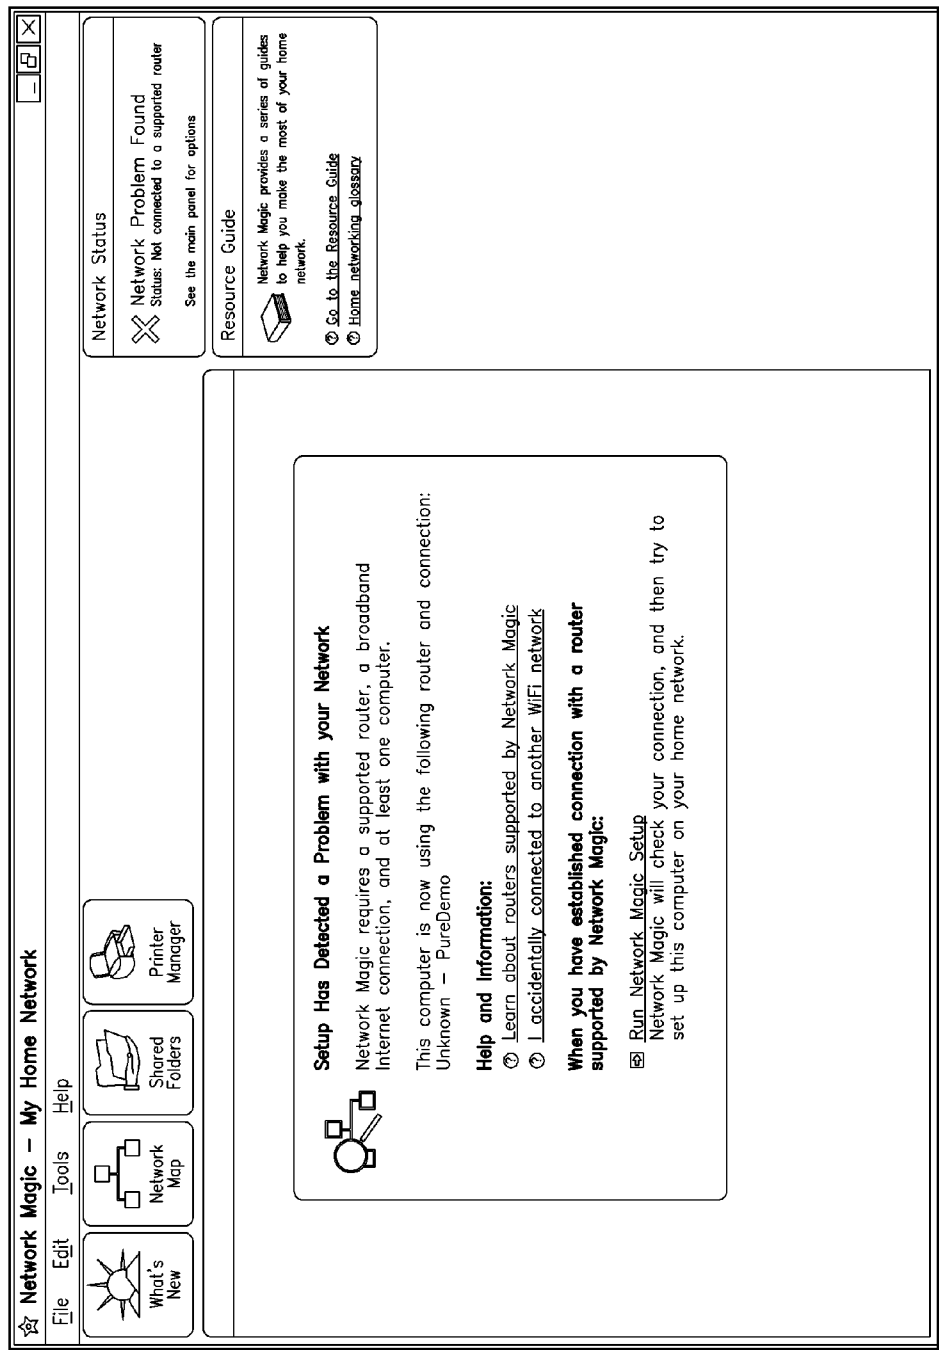 Network Magic – My Home Network
File Edit Tools Help
What's
New
Network
Map
Shared
Folders
Printer
Manager
Network Status
Network Problem Found
Status: Not connected to a supported router
See the main panel for options
Resource Guide
Network Magic provides a series of guides
to help you make the most of your home
network.
Go to the Resource Guide
Home networking glossary
Setup Has Detected a Problem with your Network
Network Magic requires a supported router, a broadband
Internet connection, and at least one computer.
This computer is now using the following router and connection:
Unknown – PureDemo
Help and Information:
Learn about routers supported by Network Magic
I accidentally connected to another WiFi network
When you have established connection with a router
supported by Network Magic:
Run Network Magic Setup
Network Magic will check your connection, and then try to
set up this computer on your home network.